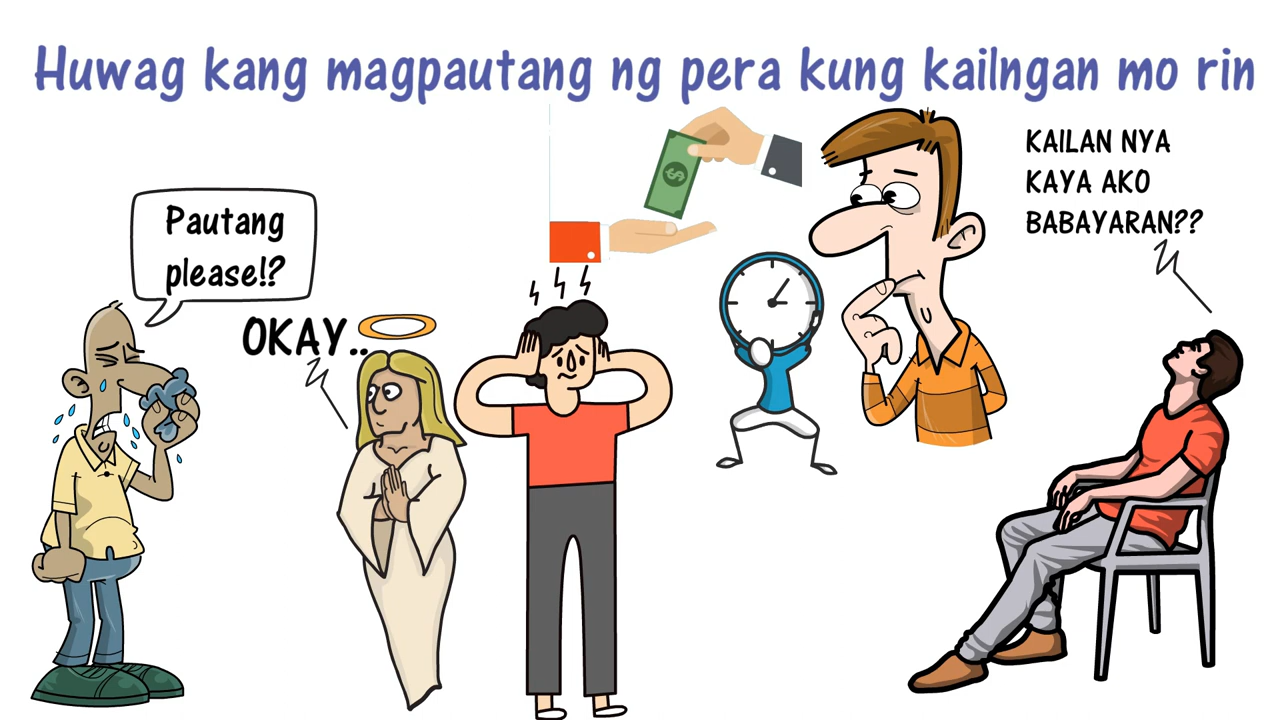 Huwag kang magpautang ng pera kung kailngan mo rin
Pautang
please!?
OKAY..
KAILAN NYA
KAYA AKO
BABAYARAN??